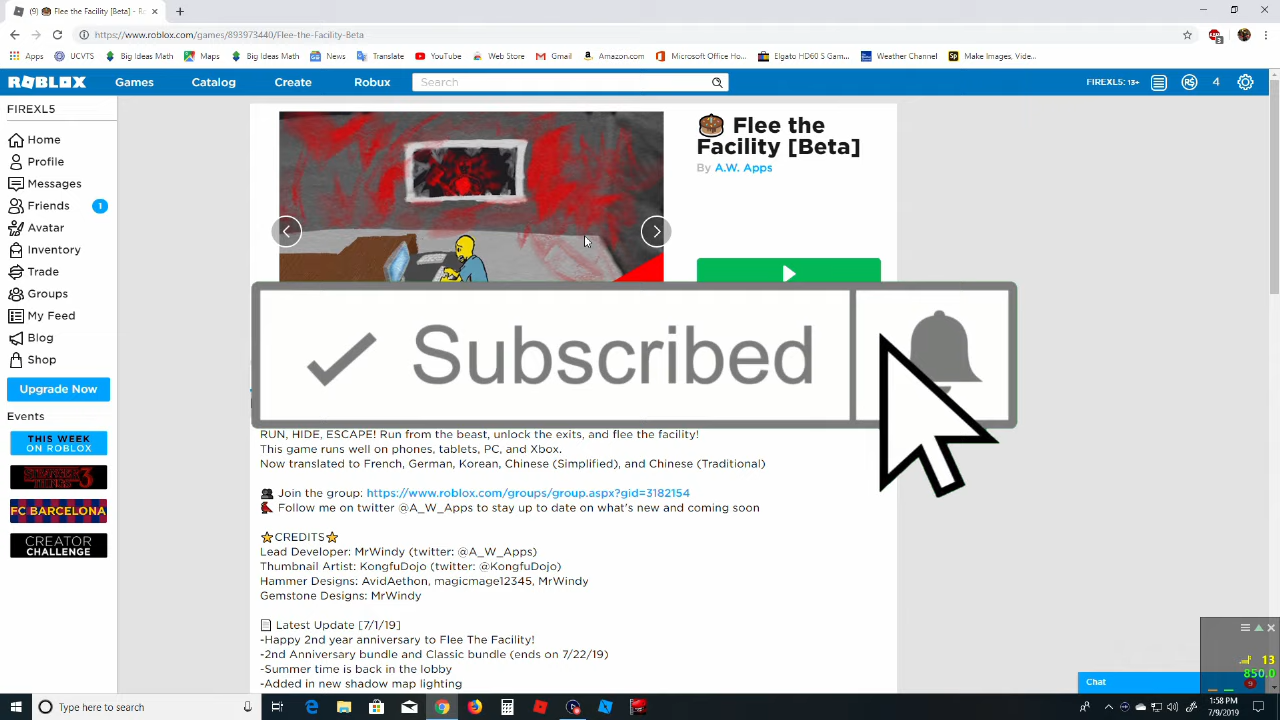 (9) 🎂 Flee the Facility [Beta] - Ro
https://www.roblox.com/games/893973440/Flee-the-Facility-Beta
Apps UCVTS Big Ideas Math Maps Big Ideas Math News Translate YouTube Web Store Gmail Amazon.com Microsoft Office Hom... Elgato HD60 S Gam... Weather Channel Make Images, Vide...
ROBLOX Games Catalog Create Robux Search FIREXL5: 13+ R$ 4
FIREXL5
Home
Profile
Messages
Friends 1
Avatar
Inventory
Trade
Groups
My Feed
Blog
Shop
Upgrade Now
Events
THIS WEEK
ON ROBLOX
STRANGER THINGS 3
FC BARCELONA
CREATOR
CHALLENGE
🎂 Flee the
Facility [Beta]
By A.W. Apps
Subscribed
RUN, HIDE, ESCAPE! Run from the beast, unlock the exits, and flee the facility!
This game runs well on phones, tablets, PC, and Xbox.
Now translated to French, German, Korean, Chinese (Simplified), and Chinese (Traditional)
👥 Join the group: https://www.roblox.com/groups/group.aspx?gid=3182154
Follow me on twitter @A_W_Apps to stay up to date on what's new and coming soon
⭐CREDITS⭐
Lead Developer: MrWindy (twitter: @A_W_Apps)
Thumbnail Artist: KongfuDojo (twitter: @KongfuDojo)
Hammer Designs: AvidAethon, magicmage12345, MrWindy
Gemstone Designs: MrWindy
Latest Update [7/1/19]
-Happy 2nd year anniversary to Flee The Facility!
-2nd Anniversary bundle and Classic bundle (ends on 7/22/19)
-Summer time is back in the lobby
-Added in new shadow map lighting
13
850.0
9
Chat
Type here to search
1:58 PM
7/9/2019